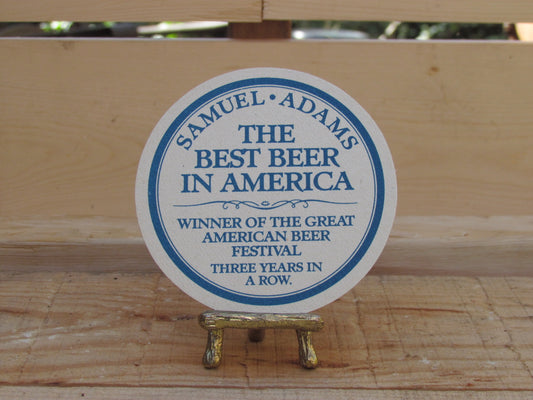 SAMUEL • ADAMS
THE
BEST BEER
IN AMERICA
WINNER OF THE GREAT
AMERICAN BEER
FESTIVAL
THREE YEARS IN
A ROW.